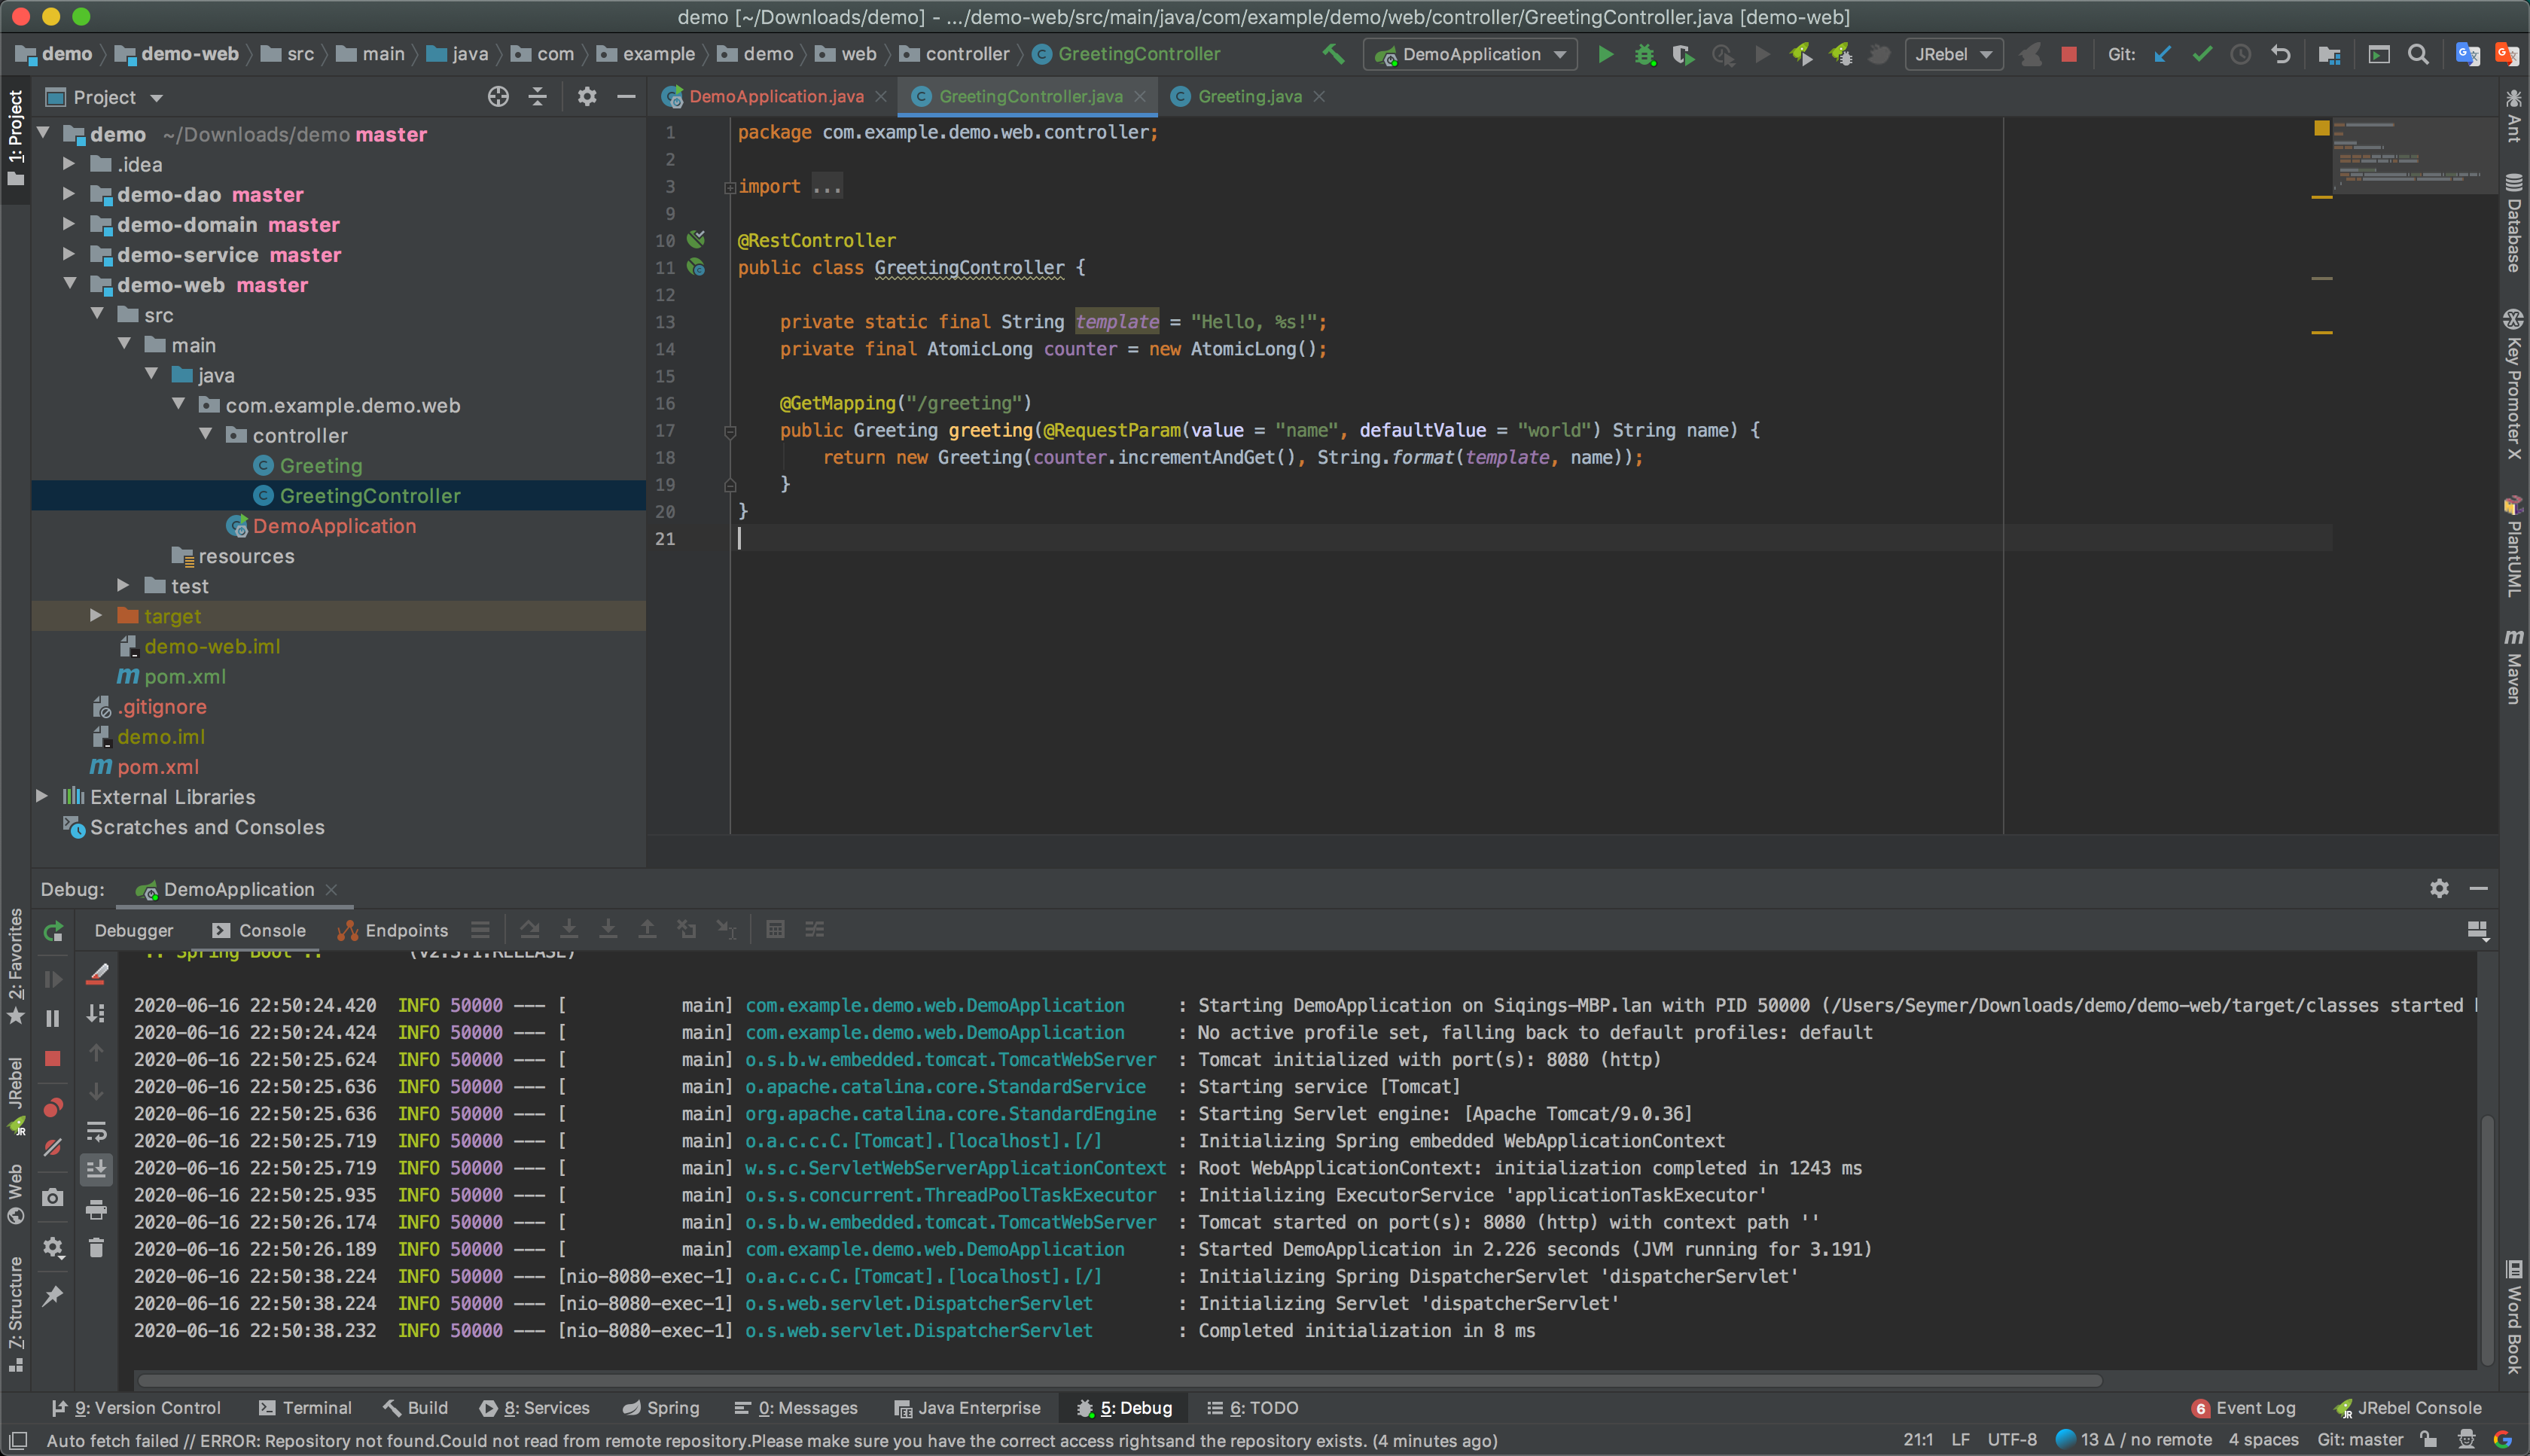 demo [~/Downloads/demo] - .../demo-web/src/main/java/com/example/demo/web/controller/GreetingController.java [demo-web]
demo demo-web src main java com example demo web controller GreetingController DemoApplication JRebel Git:
Project
DemoApplication.java GreetingController.java Greeting.java
1: Project
demo ~/Downloads/demo master
.idea
demo-dao master
demo-domain master
demo-service master
demo-web master
src
main
java
com.example.demo.web
controller
Greeting
GreetingController
DemoApplication
resources
test
target
demo-web.iml
pom.xml
.gitignore
demo.iml
pom.xml
External Libraries
Scratches and Consoles
1 package com.example.demo.web.controller;
2
3 import ...
9
10 @RestController
11 public class GreetingController {
12
13 private static final String template = "Hello, %s!";
14 private final AtomicLong counter = new AtomicLong();
15
16 @GetMapping("/greeting")
17 public Greeting greeting(@RequestParam(value = "name", defaultValue = "world") String name) {
18 return new Greeting(counter.incrementAndGet(), String.format(template, name));
19 }
20 }
21
Ant
Database
Key Promoter X
PlantUML
Maven
Word Book
2: Favorites
JRebel
Web
Z: Structure
Debug: DemoApplication
Debugger Console Endpoints
:: Spring Boot :: (v2.3.1.RELEASE)
2020-06-16 22:50:24.420 INFO 50000 --- [ main] com.example.demo.web.DemoApplication : Starting DemoApplication on Siqings-MBP.lan with PID 50000 (/Users/Seymer/Downloads/demo/demo-web/target/classes started
2020-06-16 22:50:24.424 INFO 50000 --- [ main] com.example.demo.web.DemoApplication : No active profile set, falling back to default profiles: default
2020-06-16 22:50:25.624 INFO 50000 --- [ main] o.s.b.w.embedded.tomcat.TomcatWebServer : Tomcat initialized with port(s): 8080 (http)
2020-06-16 22:50:25.636 INFO 50000 --- [ main] o.apache.catalina.core.StandardService : Starting service [Tomcat]
2020-06-16 22:50:25.636 INFO 50000 --- [ main] org.apache.catalina.core.StandardEngine : Starting Servlet engine: [Apache Tomcat/9.0.36]
2020-06-16 22:50:25.719 INFO 50000 --- [ main] o.a.c.c.C.[Tomcat].[localhost].[/] : Initializing Spring embedded WebApplicationContext
2020-06-16 22:50:25.719 INFO 50000 --- [ main] w.s.c.ServletWebServerApplicationContext : Root WebApplicationContext: initialization completed in 1243 ms
2020-06-16 22:50:25.935 INFO 50000 --- [ main] o.s.s.concurrent.ThreadPoolTaskExecutor : Initializing ExecutorService 'applicationTaskExecutor'
2020-06-16 22:50:26.174 INFO 50000 --- [ main] o.s.b.w.embedded.tomcat.TomcatWebServer : Tomcat started on port(s): 8080 (http) with context path ''
2020-06-16 22:50:26.189 INFO 50000 --- [ main] com.example.demo.web.DemoApplication : Started DemoApplication in 2.226 seconds (JVM running for 3.191)
2020-06-16 22:50:38.224 INFO 50000 --- [nio-8080-exec-1] o.a.c.c.C.[Tomcat].[localhost].[/] : Initializing Spring DispatcherServlet 'dispatcherServlet'
2020-06-16 22:50:38.224 INFO 50000 --- [nio-8080-exec-1] o.s.web.servlet.DispatcherServlet : Initializing Servlet 'dispatcherServlet'
2020-06-16 22:50:38.232 INFO 50000 --- [nio-8080-exec-1] o.s.web.servlet.DispatcherServlet : Completed initialization in 8 ms
9: Version Control Terminal Build 8: Services Spring 0: Messages Java Enterprise 5: Debug 6: TODO 6 Event Log JRebel Console
Auto fetch failed // ERROR: Repository not found.Could not read from remote repository.Please make sure you have the correct access rightsand the repository exists. (4 minutes ago) 21:1 LF UTF-8 13 Δ / no remote 4 spaces Git: master